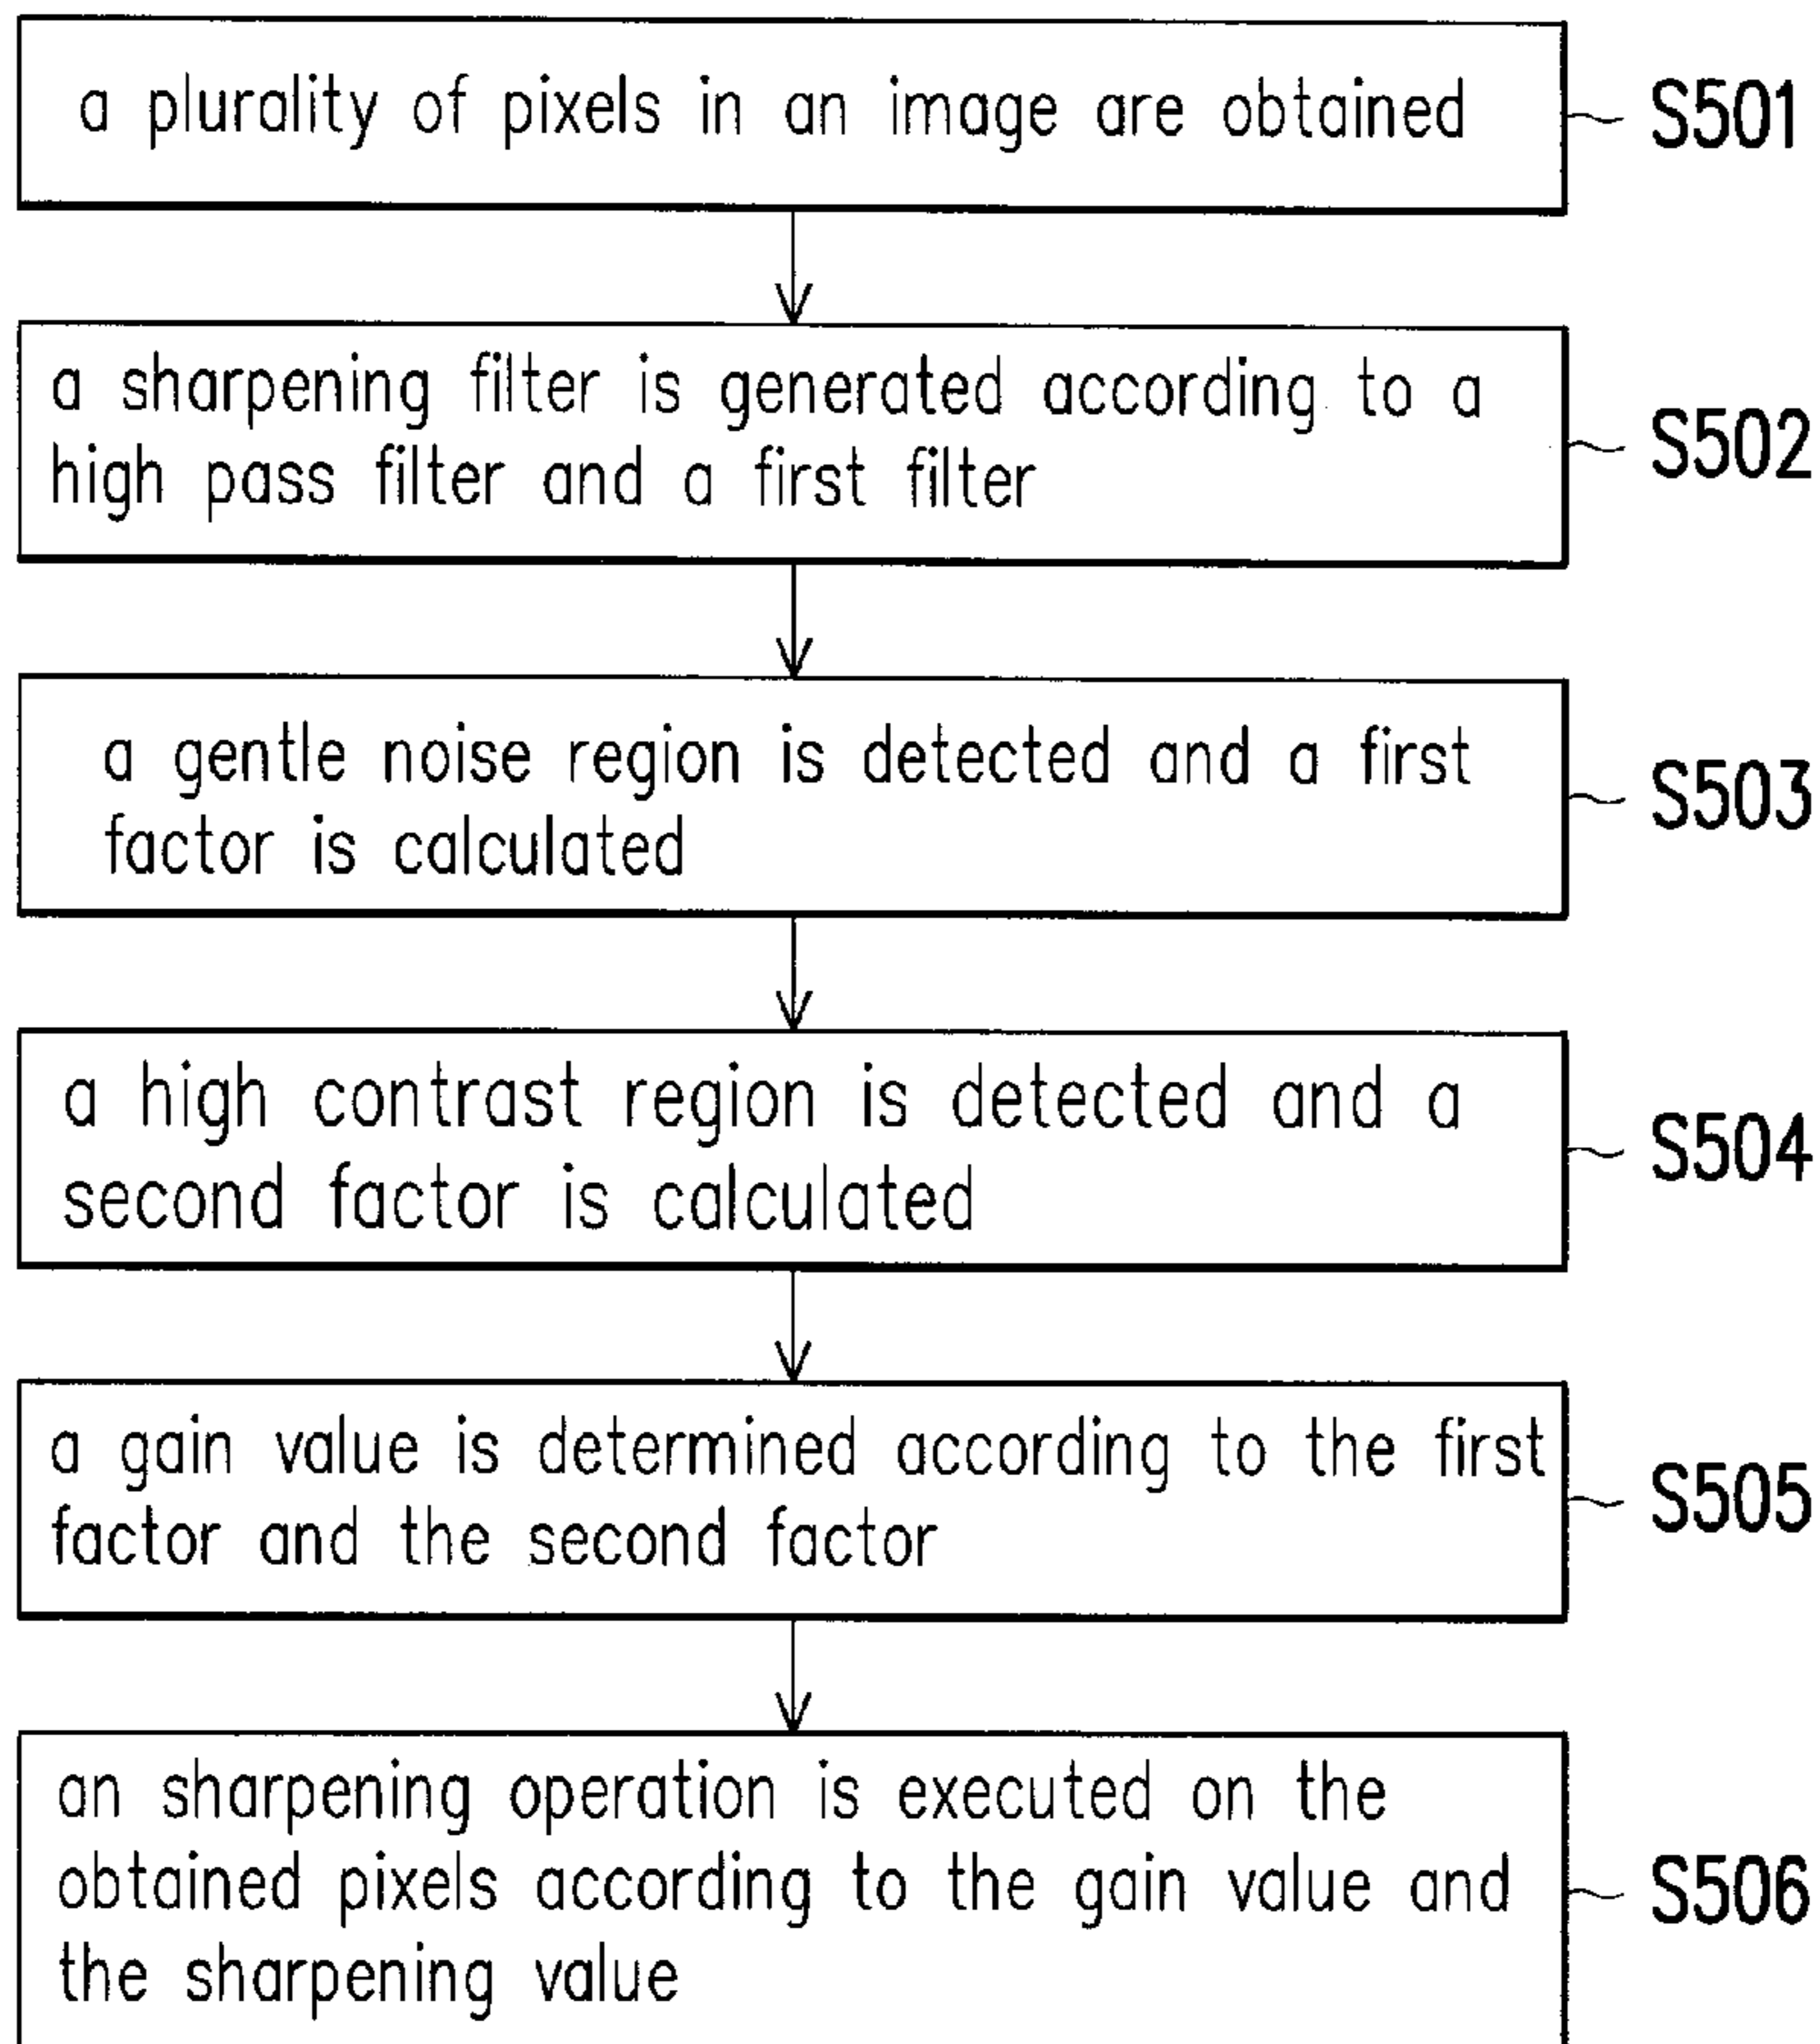 a plurality of pixels in an image are obtained
S501
a sharpening filter is generated according to a
high pass filter and a first filter
S502
a gentle noise region is detected and a first
factor is calculated
S503
a high contrast region is detected and a
second factor is calculated
S504
a gain value is determined according to the first
factor and the second factor
S505
an sharpening operation is executed on the
obtained pixels according to the gain value and
the sharpening value
S506